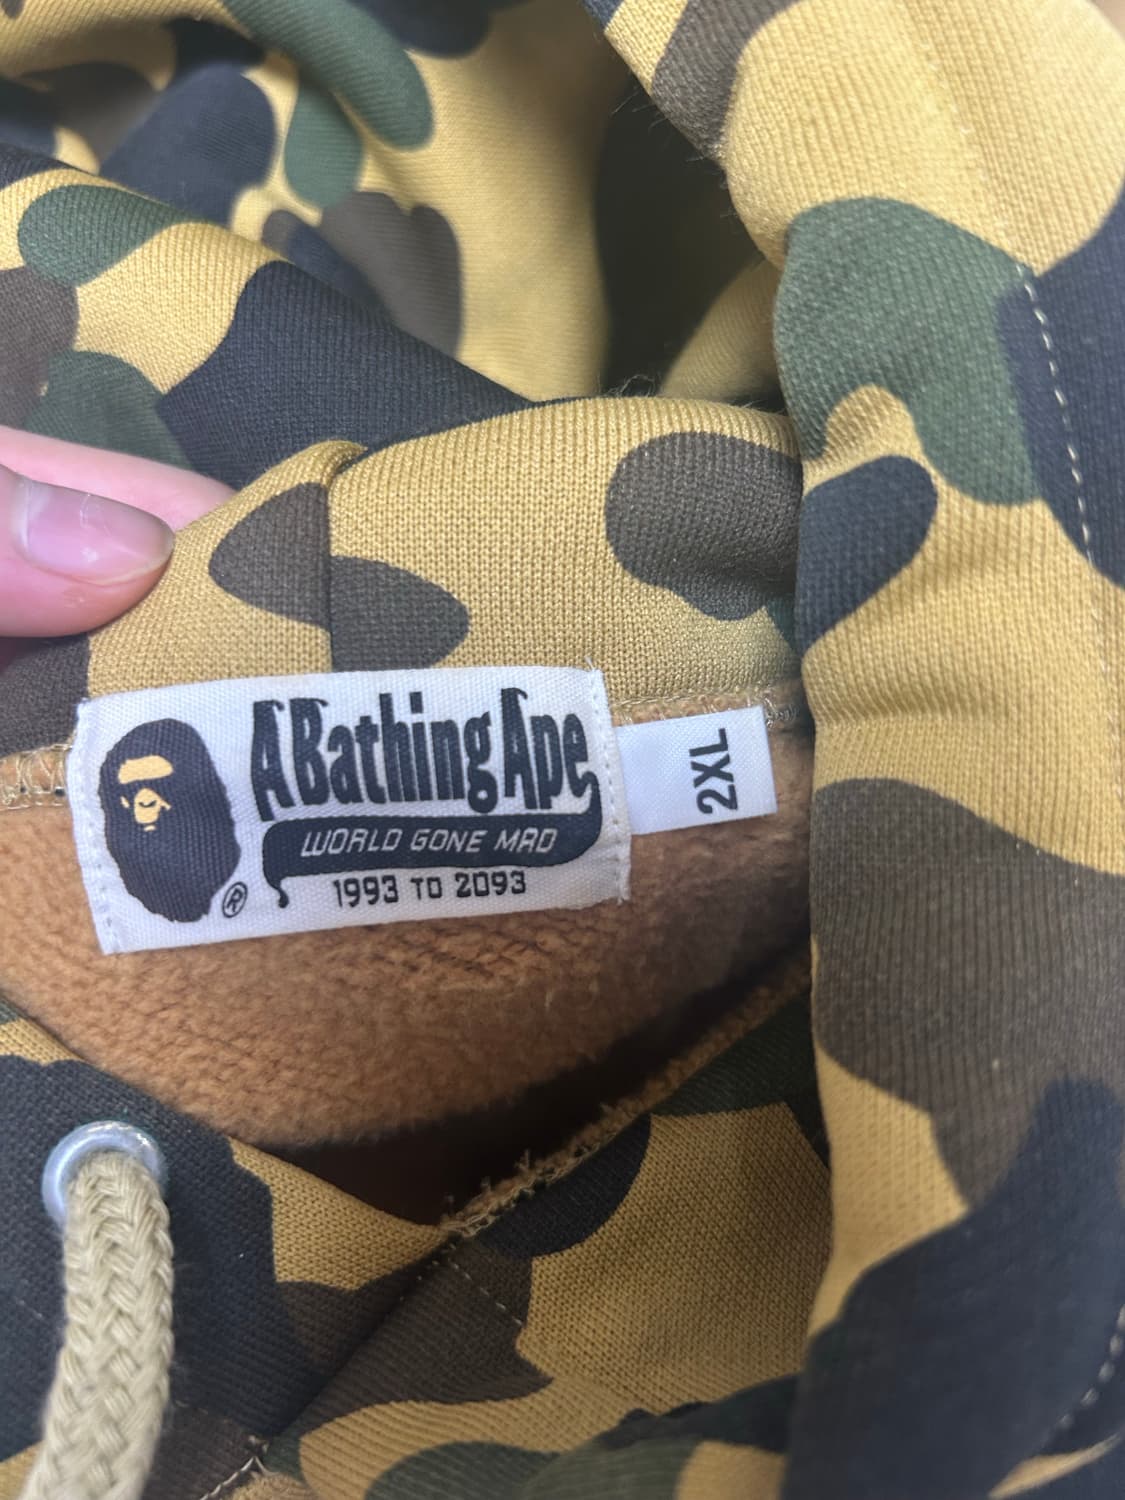 A Bathing Ape
WORLD GONE MAD
1993 TO 2093
®
2XL